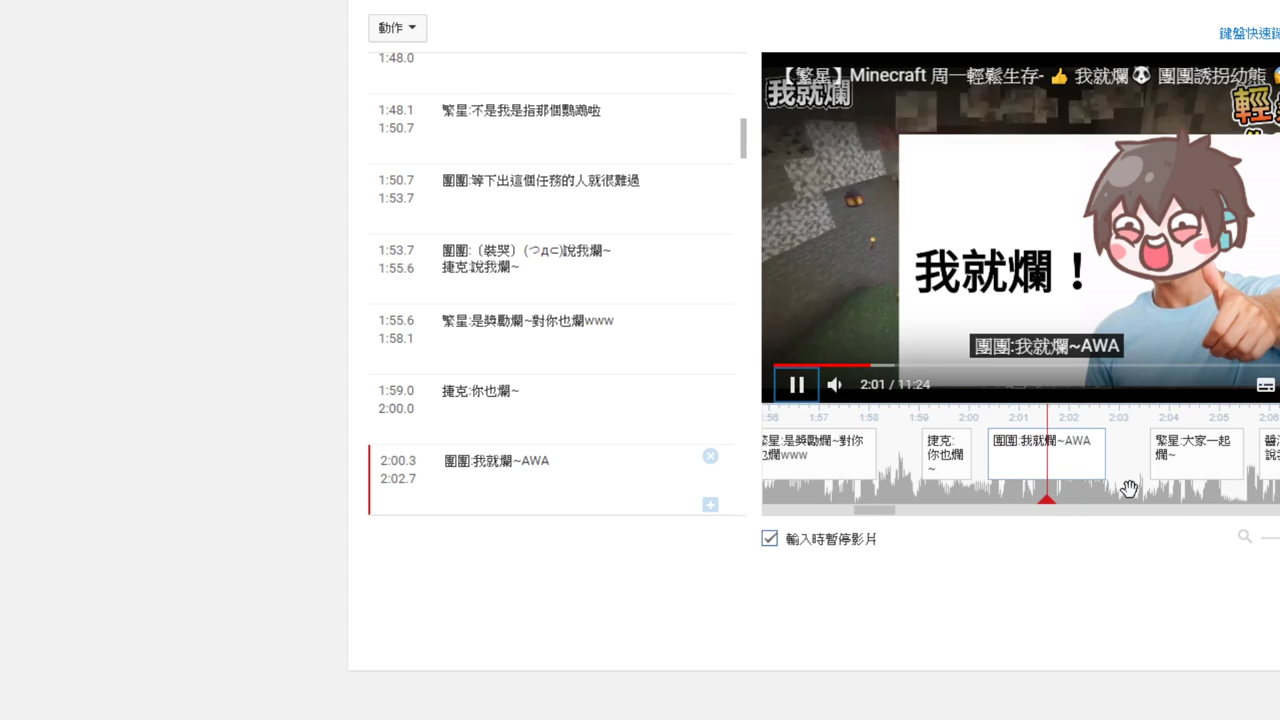 動作
鍵盤快速鍵
1:48.0
1:48.1
1:50.7
繁星:不是我是指那個鸚鵡啦
1:50.7
1:53.7
團團:等下出這個任務的人就很難過
1:53.7
1:55.6
團團:〔裝哭〕(つд⊂)說我爛~
捷克:說我爛~
1:55.6
1:58.1
繁星:是獎勵爛~對你也爛www
1:59.0
2:00.0
捷克:你也爛~
2:00.3
2:02.7
團團:我就爛~AWA
【繁星】Minecraft 周一輕鬆生存- 👍 我就爛 🐼 團團誘拐幼熊
我就爛
輕
我就爛！
團團:我就爛~AWA
2:01 / 11:24
1:56 1:57 1:58 1:59 2:00 2:01 2:02 2:03 2:04 2:05 2:06
繁星:是獎勵爛~對你也爛www
捷克:
你也爛
~
團團:我就爛~AWA
繁星:大家一起
爛~
輸入時暫停影片